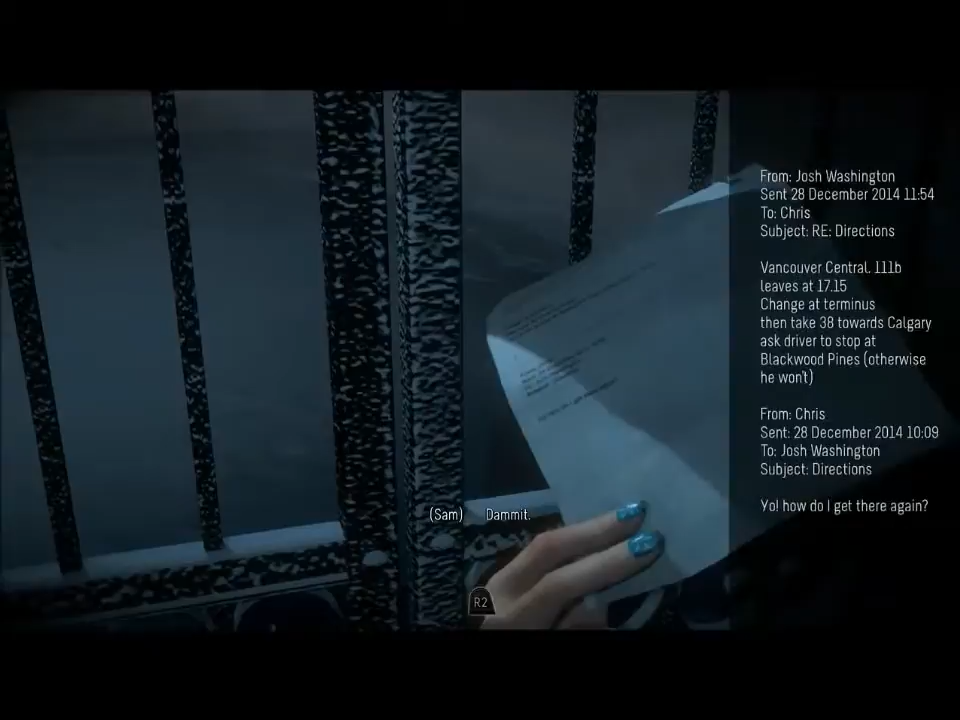 From: Josh Washington
Sent 28 December 2014 11:54
To: Chris
Subject: RE: Directions
Vancouver Central. 111b
leaves at 17.15
Change at terminus
then take 38 towards Calgary
ask driver to stop at
Blackwood Pines (otherwise
he won't)
From: Chris
Sent: 28 December 2014 10:09
To: Josh Washington
Subject: Directions
Yo! how do I get there again?
(Sam) Dammit.
R2